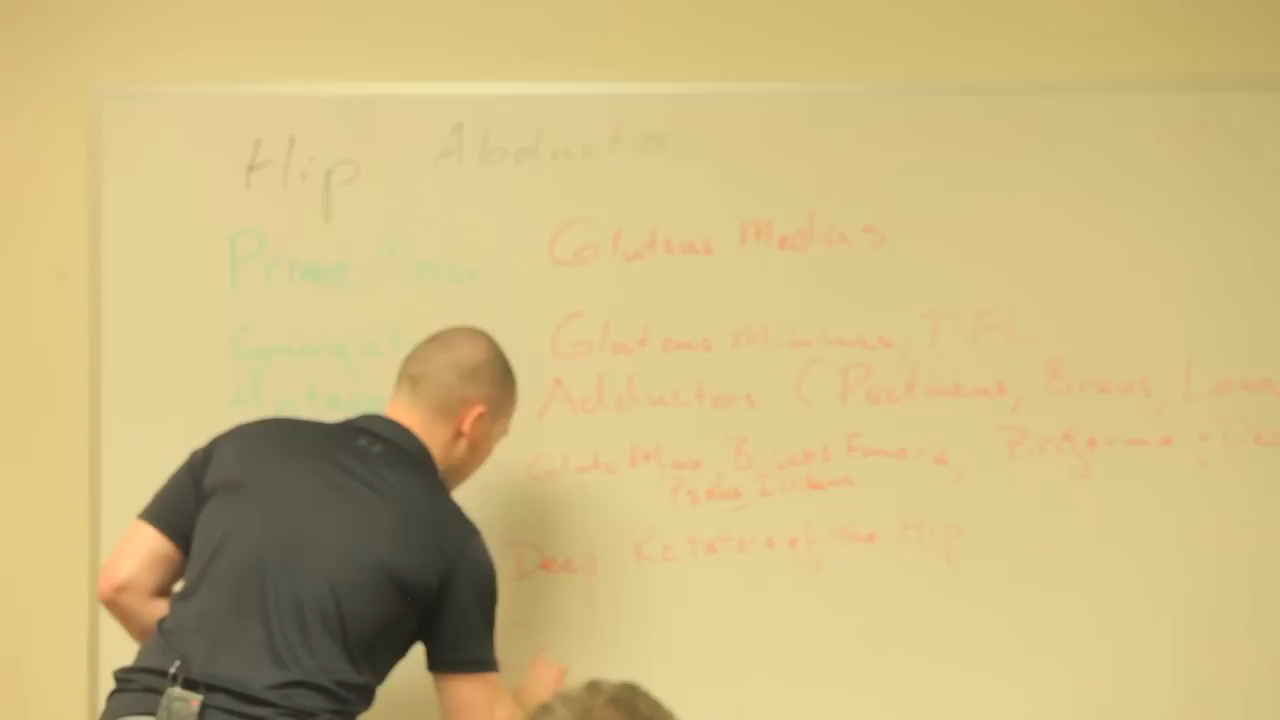 Hip Abduction
Prime Mover Gluteus Medius
Synergist Gluteus Minimus, TFL
Adductors (Pectineus, Brevis,
Glute Max, Biceps Femoris, Piriformis
Psoas, Iliacus
Deep Rotators of the Hip